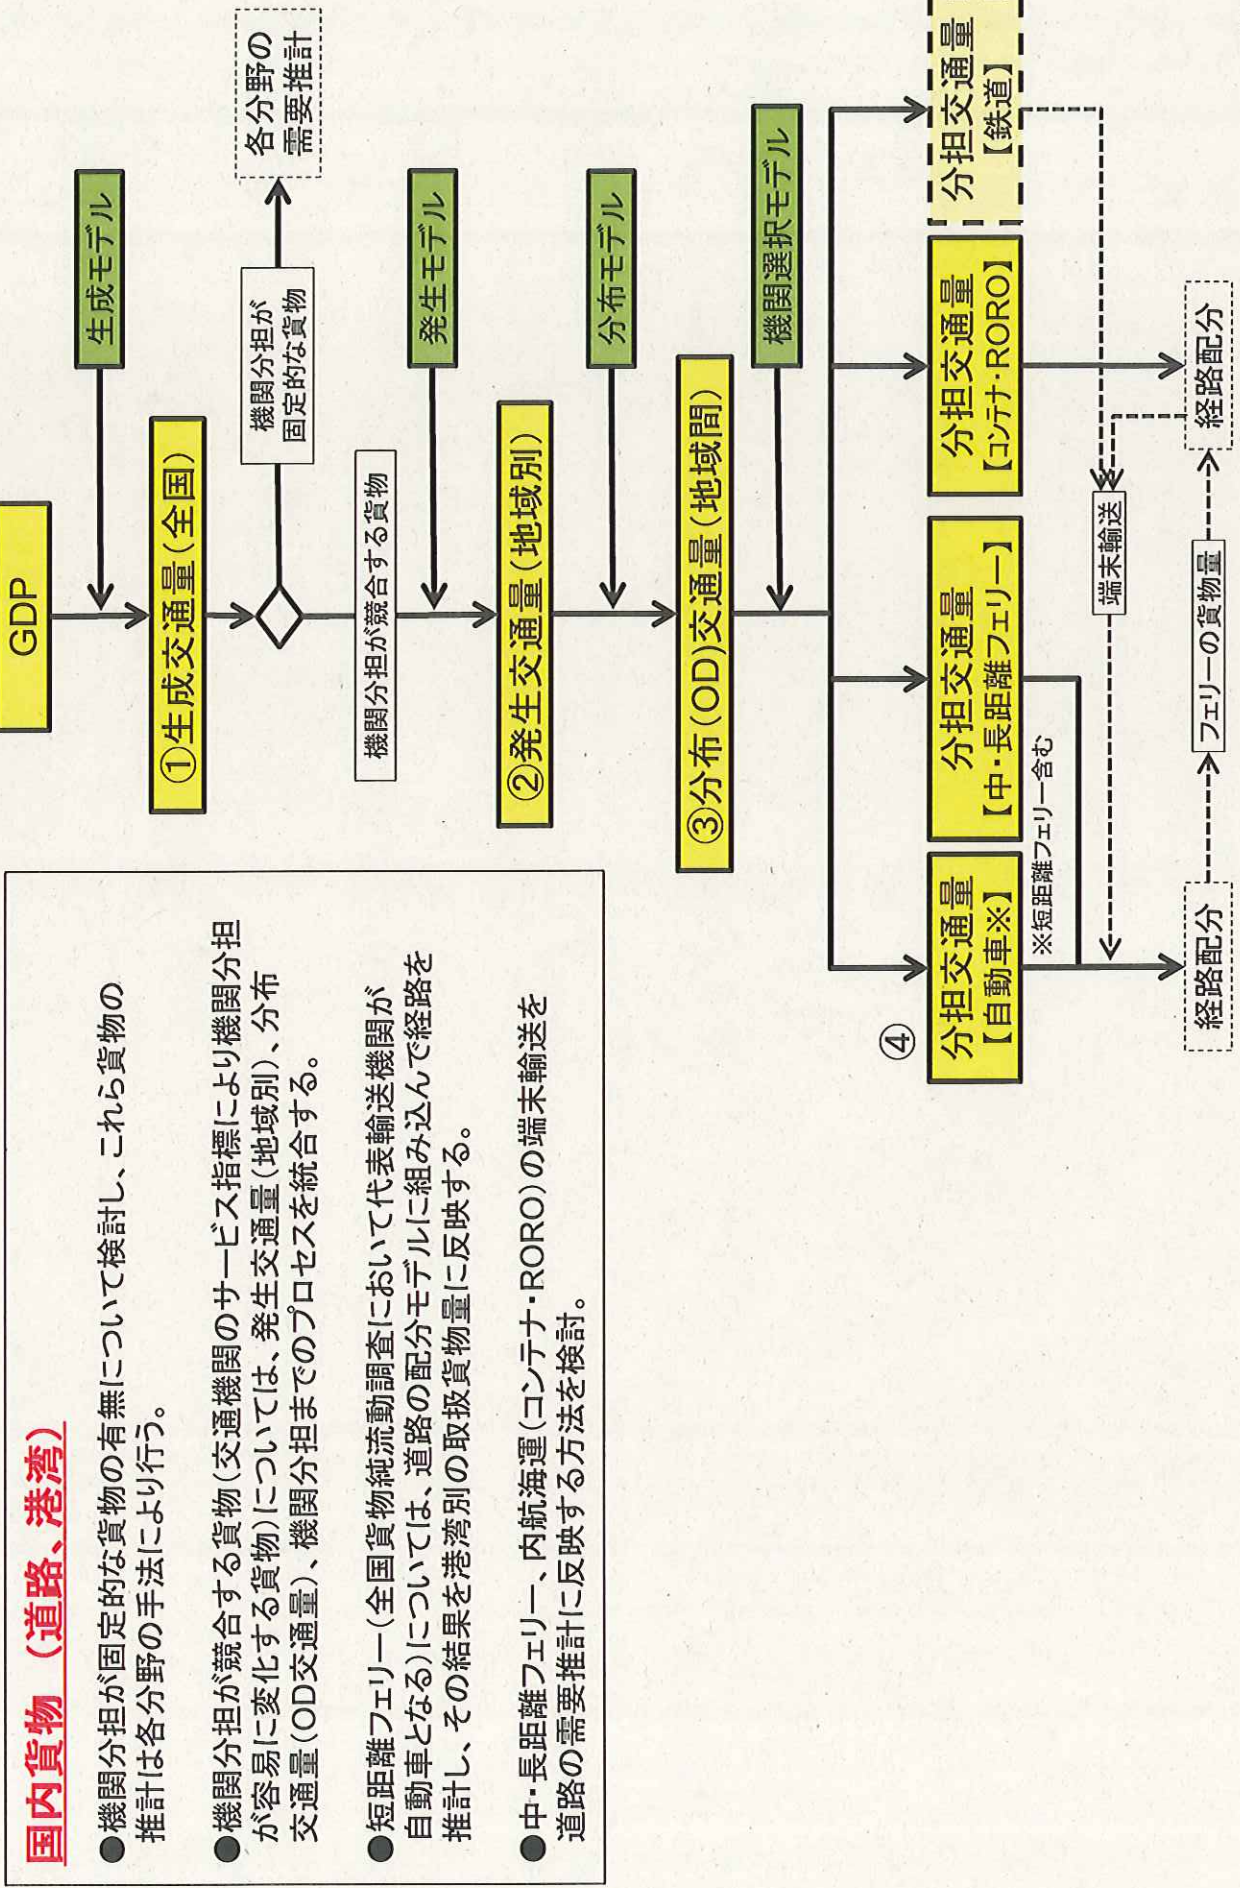 国内貨物 (道路、港湾)
●機関分担が固定的な貨物の有無について検討し、これら貨物の
推計は各分野の手法により行う。
●機関分担が競合する貨物(交通機関のサービス指標により機関分担
が容易に変化する貨物)については、発生交通量(地域別)、分布
交通量(OD交通量)、機関分担までのプロセスを統合する。
●短距離フェリー(全国貨物純流動調査において代表輸送機関が
自動車となる)については、道路の配分モデルに組み込んで経路を
推計し、その結果を港湾別の取扱貨物量に反映する。
●中・長距離フェリー、内航海運(コンテナ・RORO)の端末輸送を
道路の需要推計に反映する方法を検討。
GDP
生成モデル
①生成交通量(全国)
機関分担が
固定的な貨物
各分野の
需要推計
機関分担が競合する貨物
発生モデル
②発生交通量(地域別)
分布モデル
③分布(OD)交通量(地域間)
機関選択モデル
④
分担交通量
【自動車※】
分担交通量
【中・長距離フェリー】
分担交通量
【コンテナ・RORO】
分担交通量
【鉄道】
※短距離フェリー含む
端末輸送
経路配分
フェリーの貨物量
経路配分